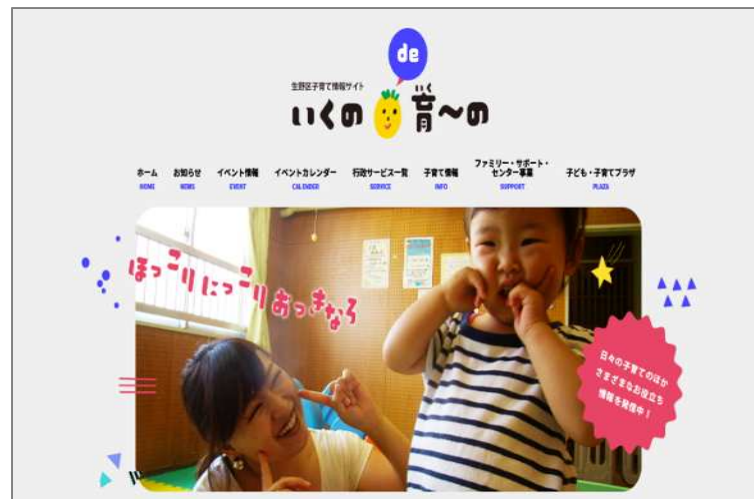 de
生野区子育て情報サイト
いくの 育～の
いく
ホーム お知らせ イベント情報 イベントカレンダー 行政サービス一覧 子育て情報 ファミリー・サポート・ 子ども・子育てプラザ
センター事業
HOME NEWS EVENT CALENDER SERVICE INFO SUPPORT PLAZA
ほっこりにっこりおっきなろ
日々の子育てのほか
さまざまなお役立ち
情報を発信中！